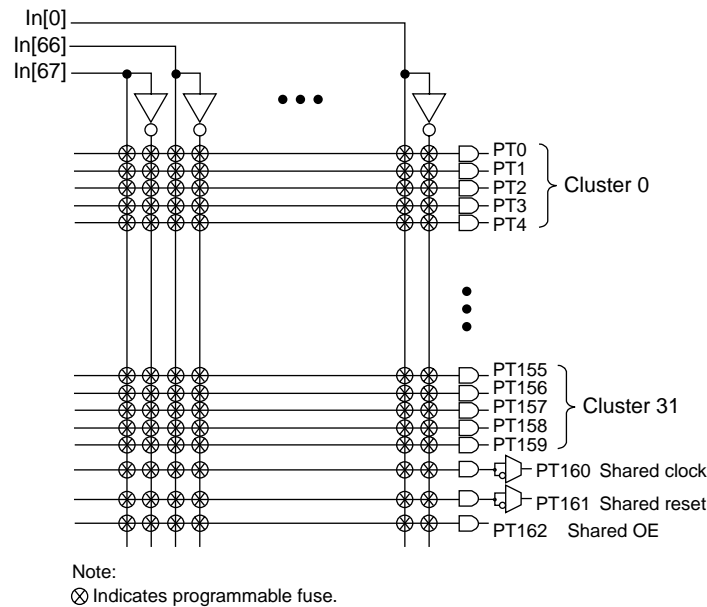 In[0]
In[66]
In[67]
PT0
PT1
PT2
PT3
PT4
Cluster 0
PT155
PT156
PT157
PT158
PT159
Cluster 31
PT160 Shared clock
PT161 Shared reset
PT162 Shared OE
Note:
Indicates programmable fuse.